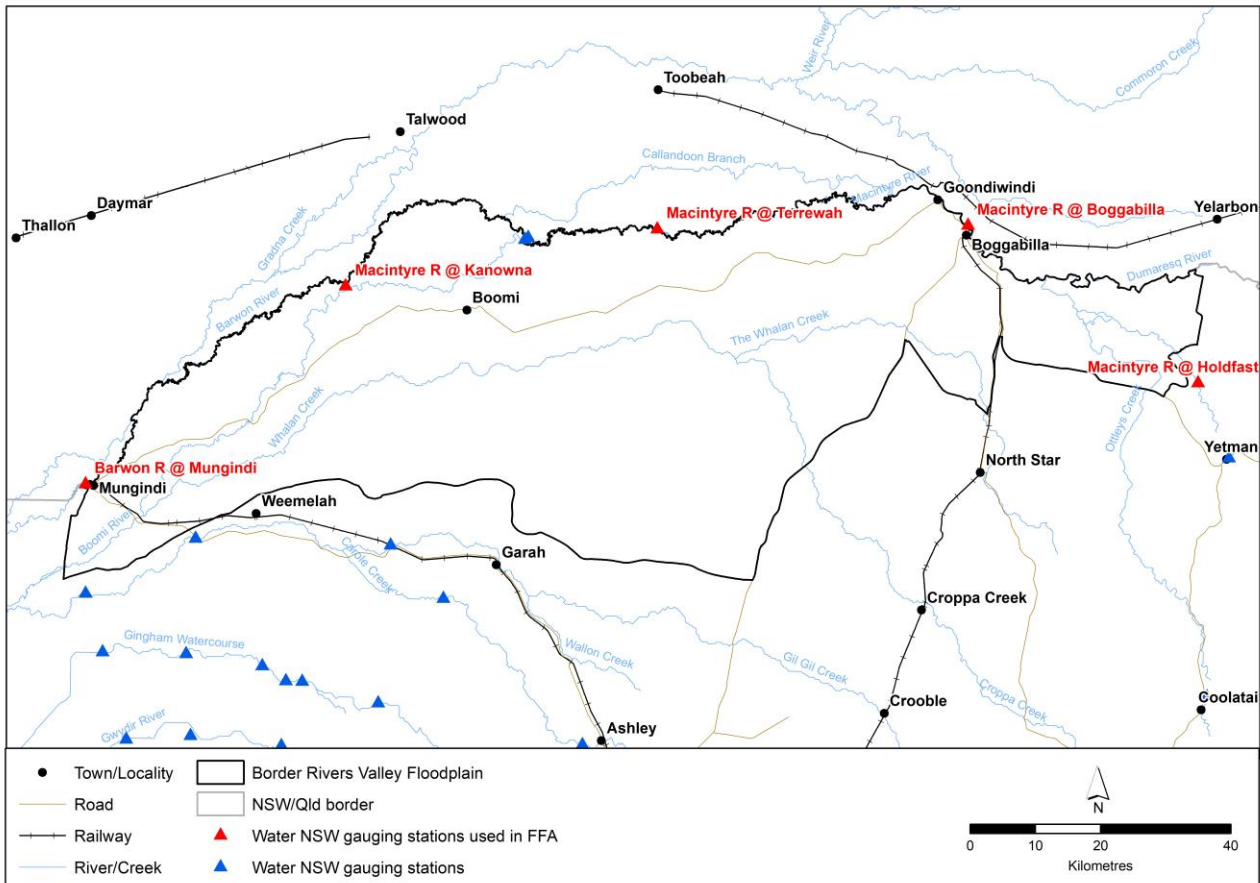 Weir River
Commoron Creek
Toobeah
Talwood
Callandoon Branch
Macintyre River
Goondiwindi
Daymar
Thallon
Gradna Creek
Macintyre R @ Terrewah
Macintyre R @ Boggabilla
Yelarbon
Boggabilla
Macintyre R @ Kanowna
Dumaresq River
Barwon River
Boomi
The Whalan Creek
Macintyre R @ Holdfast
Whalan Creek
Ottleys Creek
Yetman
Barwon R @ Mungindi
Mungindi
North Star
Weemelah
Boomi River
Carole Creek
Garah
Croppa Creek
Gingham Watercourse
Wallon Creek
Gil Gil Creek
Croppa Creek
Crooble
Coolatai
Gwydir River
Ashley
Town/Locality
Road
Railway
River/Creek
Border Rivers Valley Floodplain
NSW/Qld border
Water NSW gauging stations used in FFA
Water NSW gauging stations
N
0 10 20 40
Kilometres